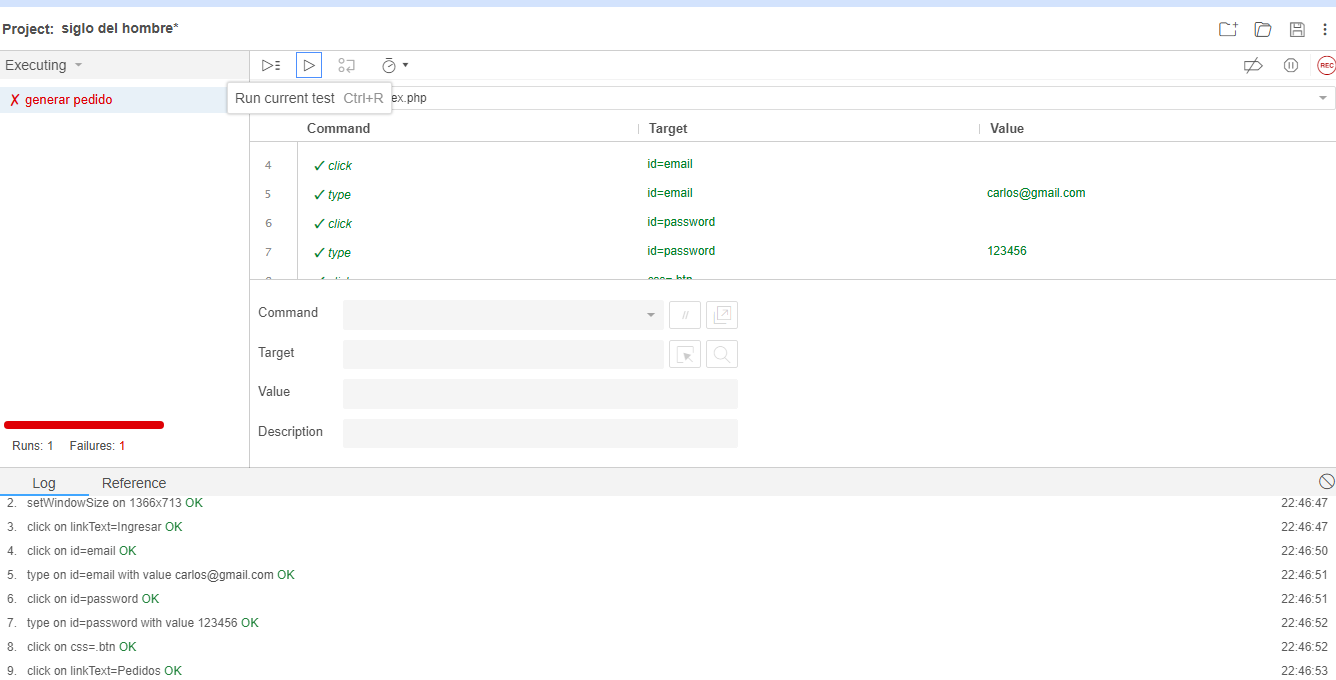 Project: siglo del hombre*
Executing
Run current test Ctrl+R
ex.php
REC
✗ generar pedido
Command Target Value
4 ✓ click id=email
5 ✓ type id=email carlos@gmail.com
6 ✓ click id=password
7 ✓ type id=password 123456
Command
//
Target
Value
Description
Runs: 1 Failures: 1
Log Reference
2. setWindowSize on 1366x713 OK 22:46:47
3. click on linkText=Ingresar OK 22:46:47
4. click on id=email OK 22:46:50
5. type on id=email with value carlos@gmail.com OK 22:46:51
6. click on id=password OK 22:46:51
7. type on id=password with value 123456 OK 22:46:52
8. click on css=.btn OK 22:46:52
9. click on linkText=Pedidos OK 22:46:53